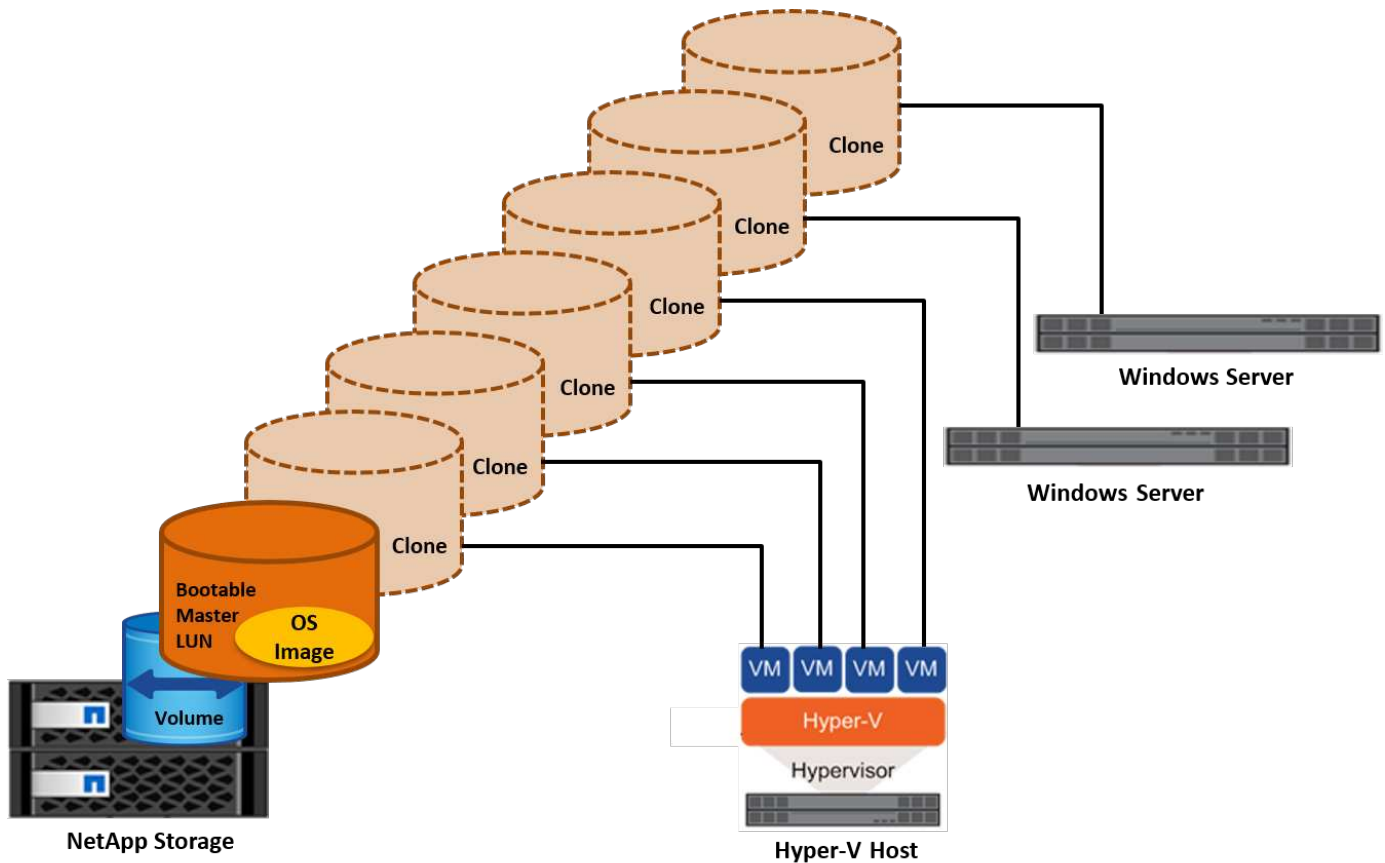 Clone
Clone
Clone
Clone
Clone
Clone
Windows Server
Windows Server
Bootable
Master
LUN
OS
Image
Volume
NetApp Storage
VM VM VM VM
Hyper-V
Hypervisor
Hyper-V Host